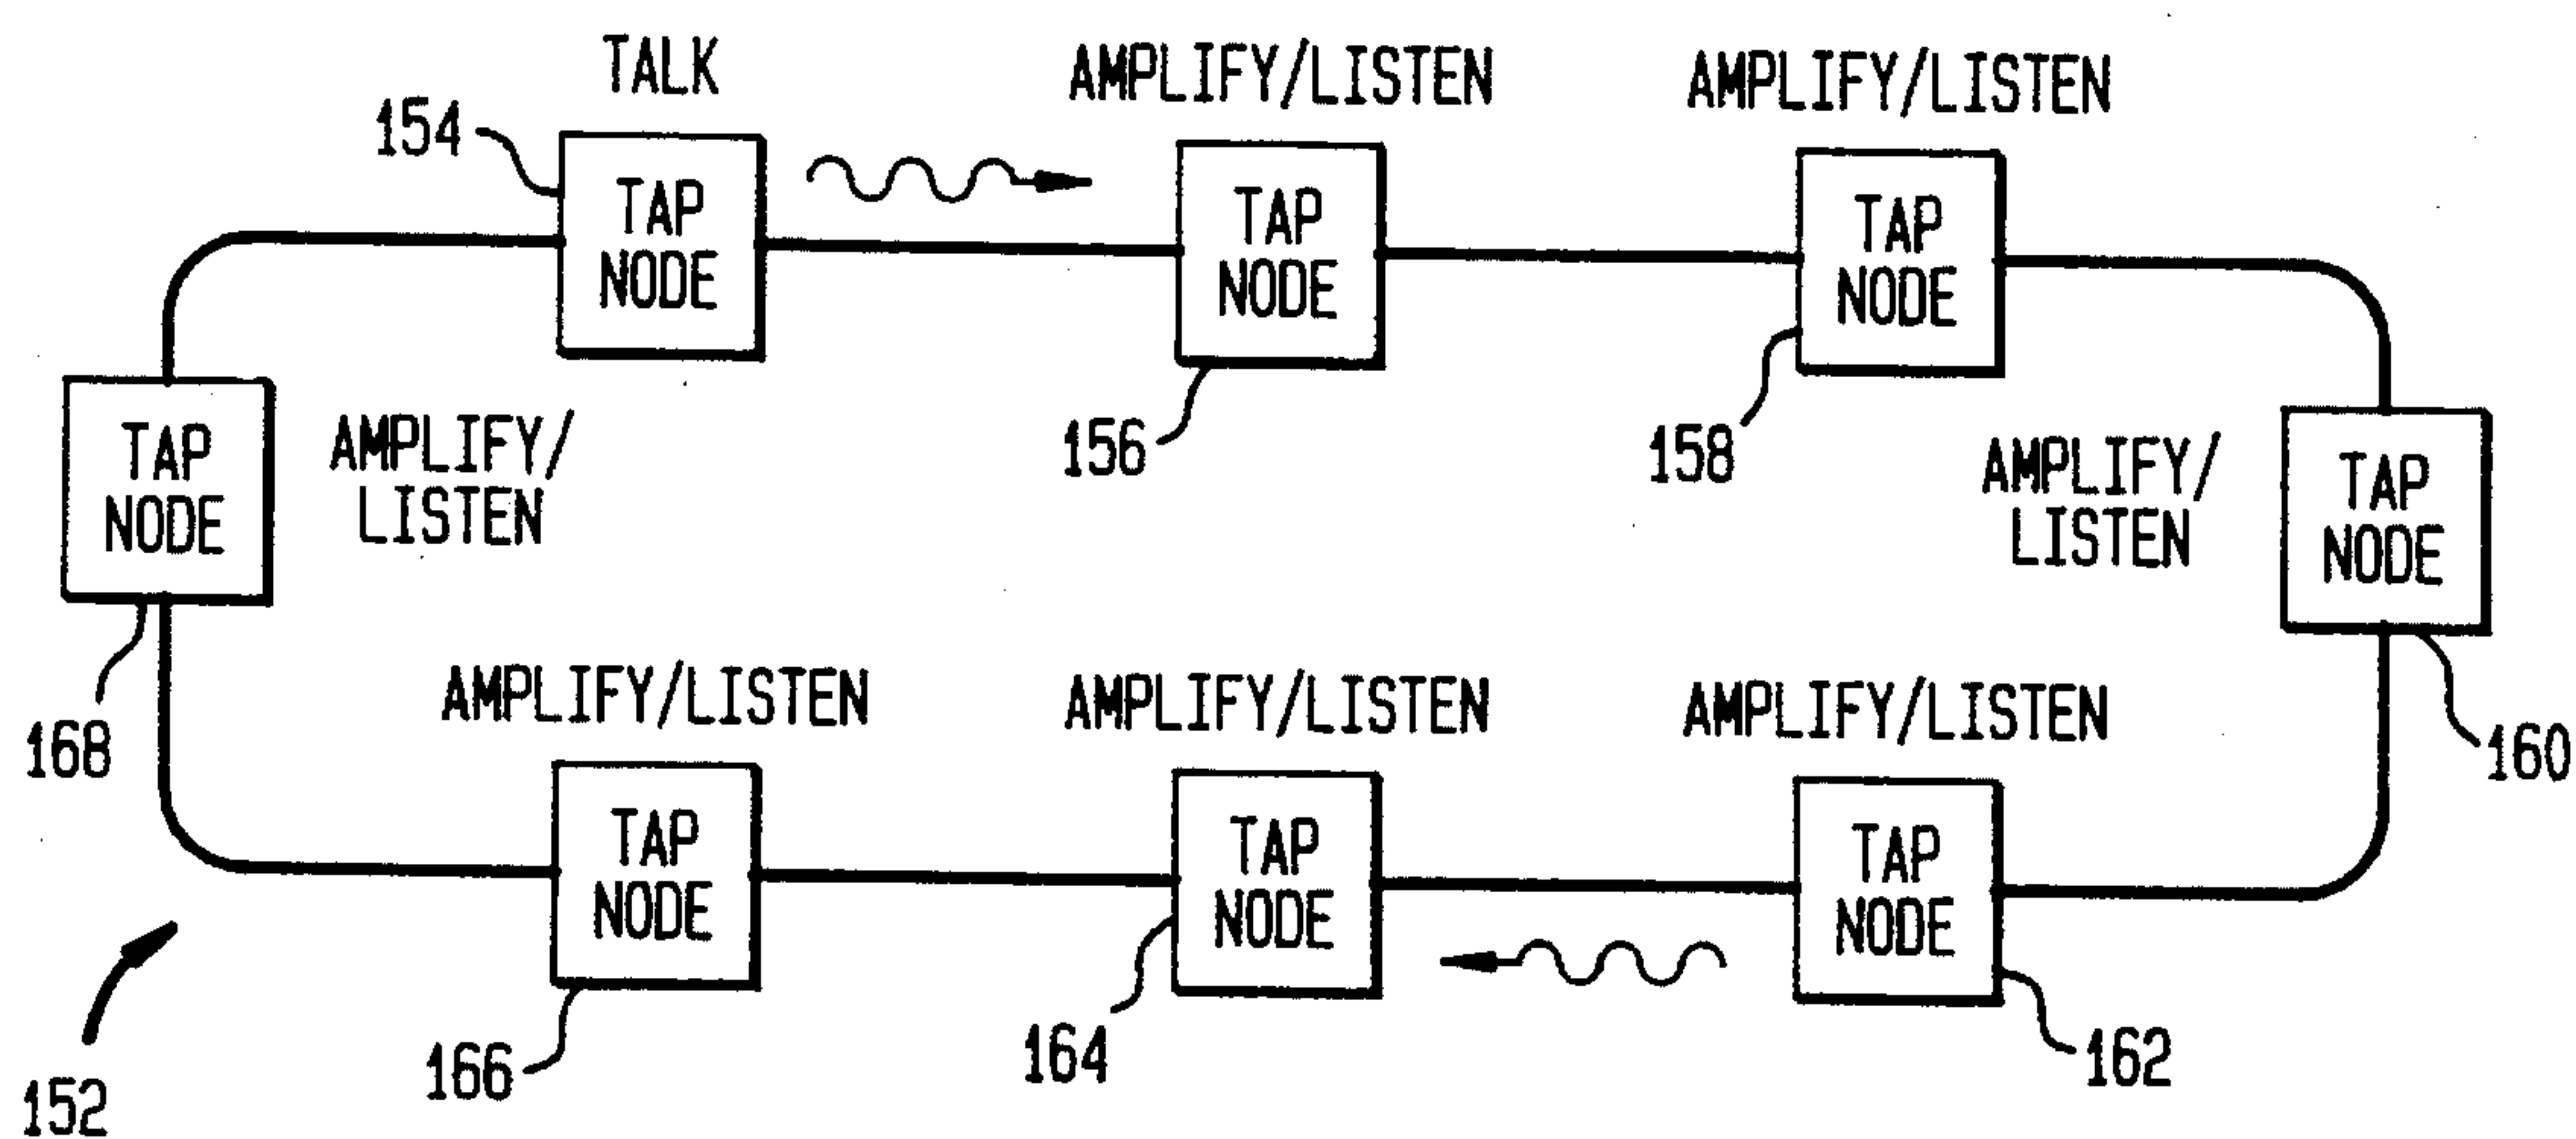 TALK
AMPLIFY/LISTEN
AMPLIFY/LISTEN
154
TAP
NODE
TAP
NODE
TAP
NODE
156
158
TAP
NODE
AMPLIFY/
LISTEN
AMPLIFY/
LISTEN
TAP
NODE
168
160
AMPLIFY/LISTEN
AMPLIFY/LISTEN
AMPLIFY/LISTEN
TAP
NODE
TAP
NODE
TAP
NODE
152
166
164
162